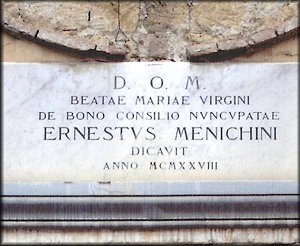 D. O. M.
BEATAE MARIAE VIRGINI
DE BONO CONSILIO NVNCVPATAE
ERNESTVS MENICHINI
DICAVIT
ANNO MCMXXVIII